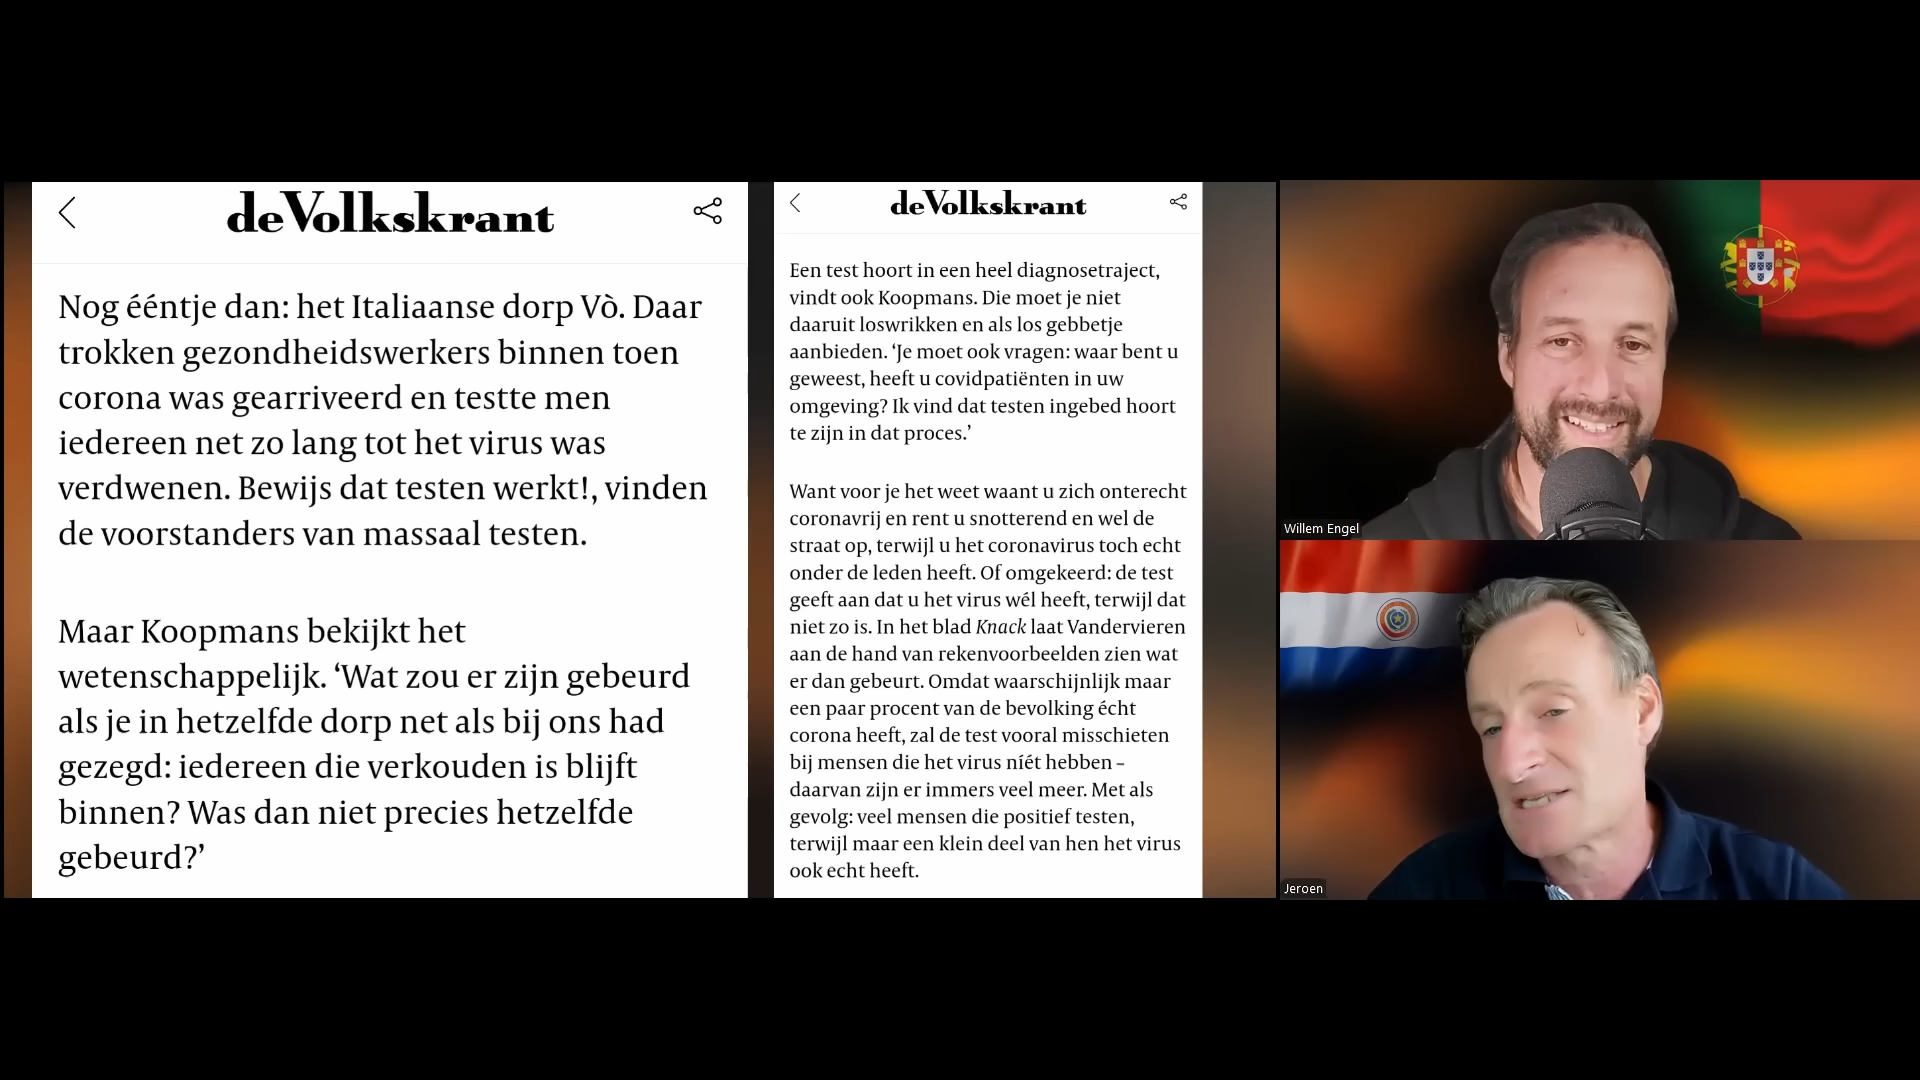 deVolkskrant
Nog ééntje dan: het Italiaanse dorp Vò. Daar
trokken gezondheidswerkers binnen toen
corona was gearriveerd en testte men
iedereen net zo lang tot het virus was
verdwenen. Bewijs dat testen werkt!, vinden
de voorstanders van massaal testen.
Maar Koopmans bekijkt het
wetenschappelijk. ‘Wat zou er zijn gebeurd
als je in hetzelfde dorp net als bij ons had
gezegd: iedereen die verkouden is blijft
binnen? Was dan niet precies hetzelfde
gebeurd?’
deVolkskrant
Een test hoort in een heel diagnosetraject,
vindt ook Koopmans. Die moet je niet
daaruit loswrikken en als los gebbetje
aanbieden. ‘Je moet ook vragen: waar bent u
geweest, heeft u covidpatiënten in uw
omgeving? Ik vind dat testen ingebed hoort
te zijn in dat proces.’
Want voor je het weet waant u zich onterecht
coronavrij en rent u snotterend en wel de
straat op, terwijl u het coronavirus toch echt
onder de leden heeft. Of omgekeerd: de test
geeft aan dat u het virus wél heeft, terwijl dat
niet zo is. In het blad Knack laat Vandervieren
aan de hand van rekenvoorbeelden zien wat
er dan gebeurt. Omdat waarschijnlijk maar
een paar procent van de bevolking écht
corona heeft, zal de test vooral misschieten
bij mensen die het virus níét hebben –
daarvan zijn er immers veel meer. Met als
gevolg: veel mensen die positief testen,
terwijl maar een klein deel van hen het virus
ook echt heeft.
Willem Engel
Jeroen